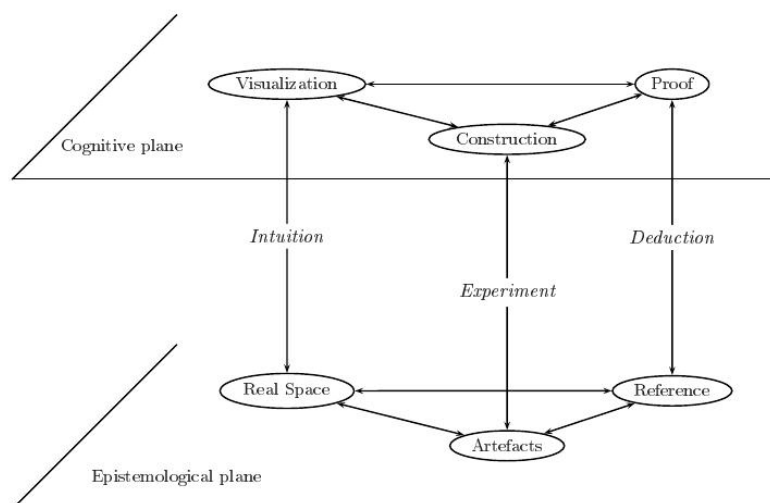 Visualization
Proof
Construction
Cognitive plane
Intuition
Deduction
Experiment
Real Space
Reference
Artefacts
Epistemological plane